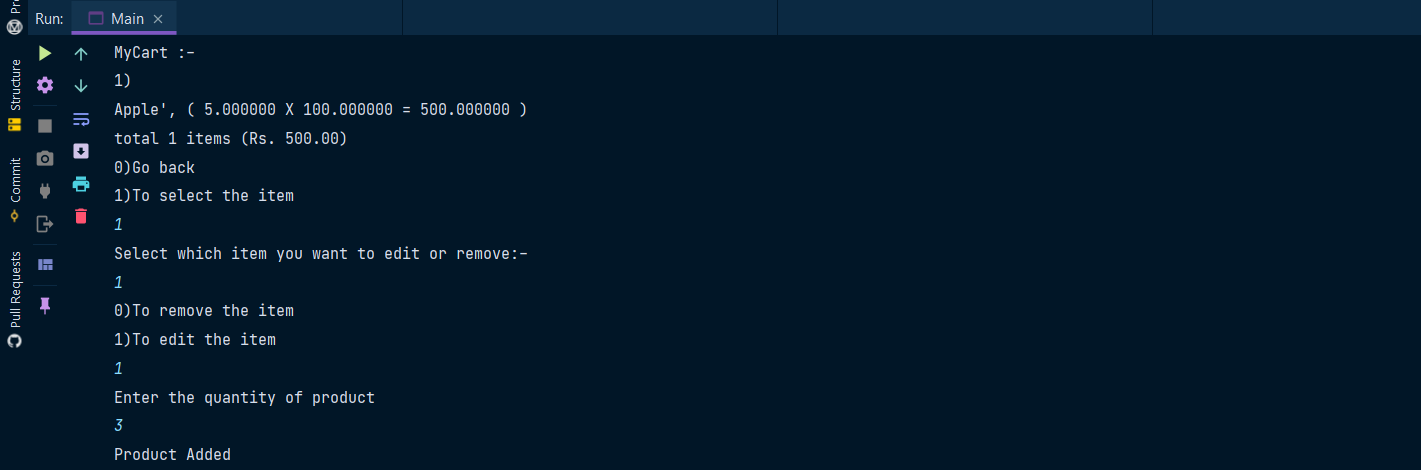 Run: Main
MyCart :-
1)
Apple', ( 5.000000 X 100.000000 = 500.000000 )
total 1 items (Rs. 500.00)
0)Go back
1)To select the item
1
Select which item you want to edit or remove:-
1
0)To remove the item
1)To edit the item
1
Enter the quantity of product
3
Product Added
Structure
Commit
Pull Requests